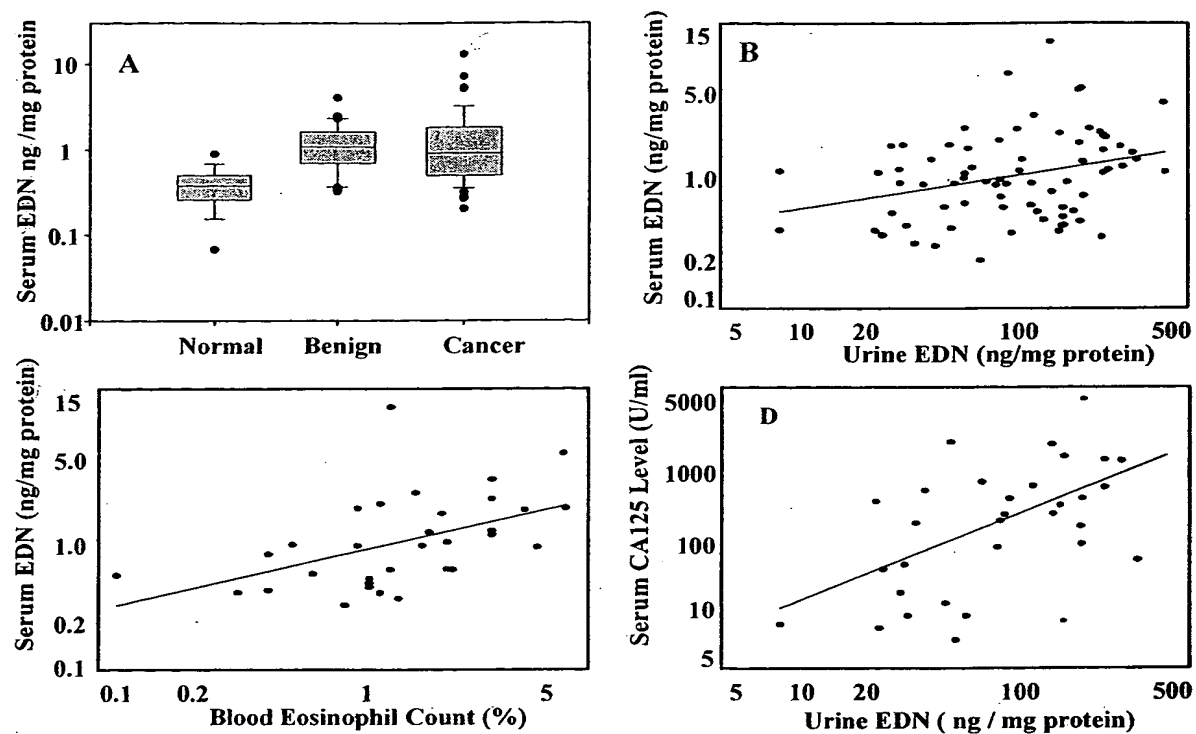 A
Serum EDN ng /mg protein
10
1
0.1
0.01
Normal Benign Cancer
B
Serum EDN (ng/mg protein)
15
5.0
1.0
0.2
0.1
5 10 20 100 500
Urine EDN (ng/mg protein)
Serum EDN (ng/mg protein)
15
5.0
1.0
0.2
0.1
0.1 0.2 1 5
Blood Eosinophil Count (%)
D
Serum CA125 Level (U/ml)
5000
1000
100
10
5
5 10 20 100 500
Urine EDN ( ng / mg protein)